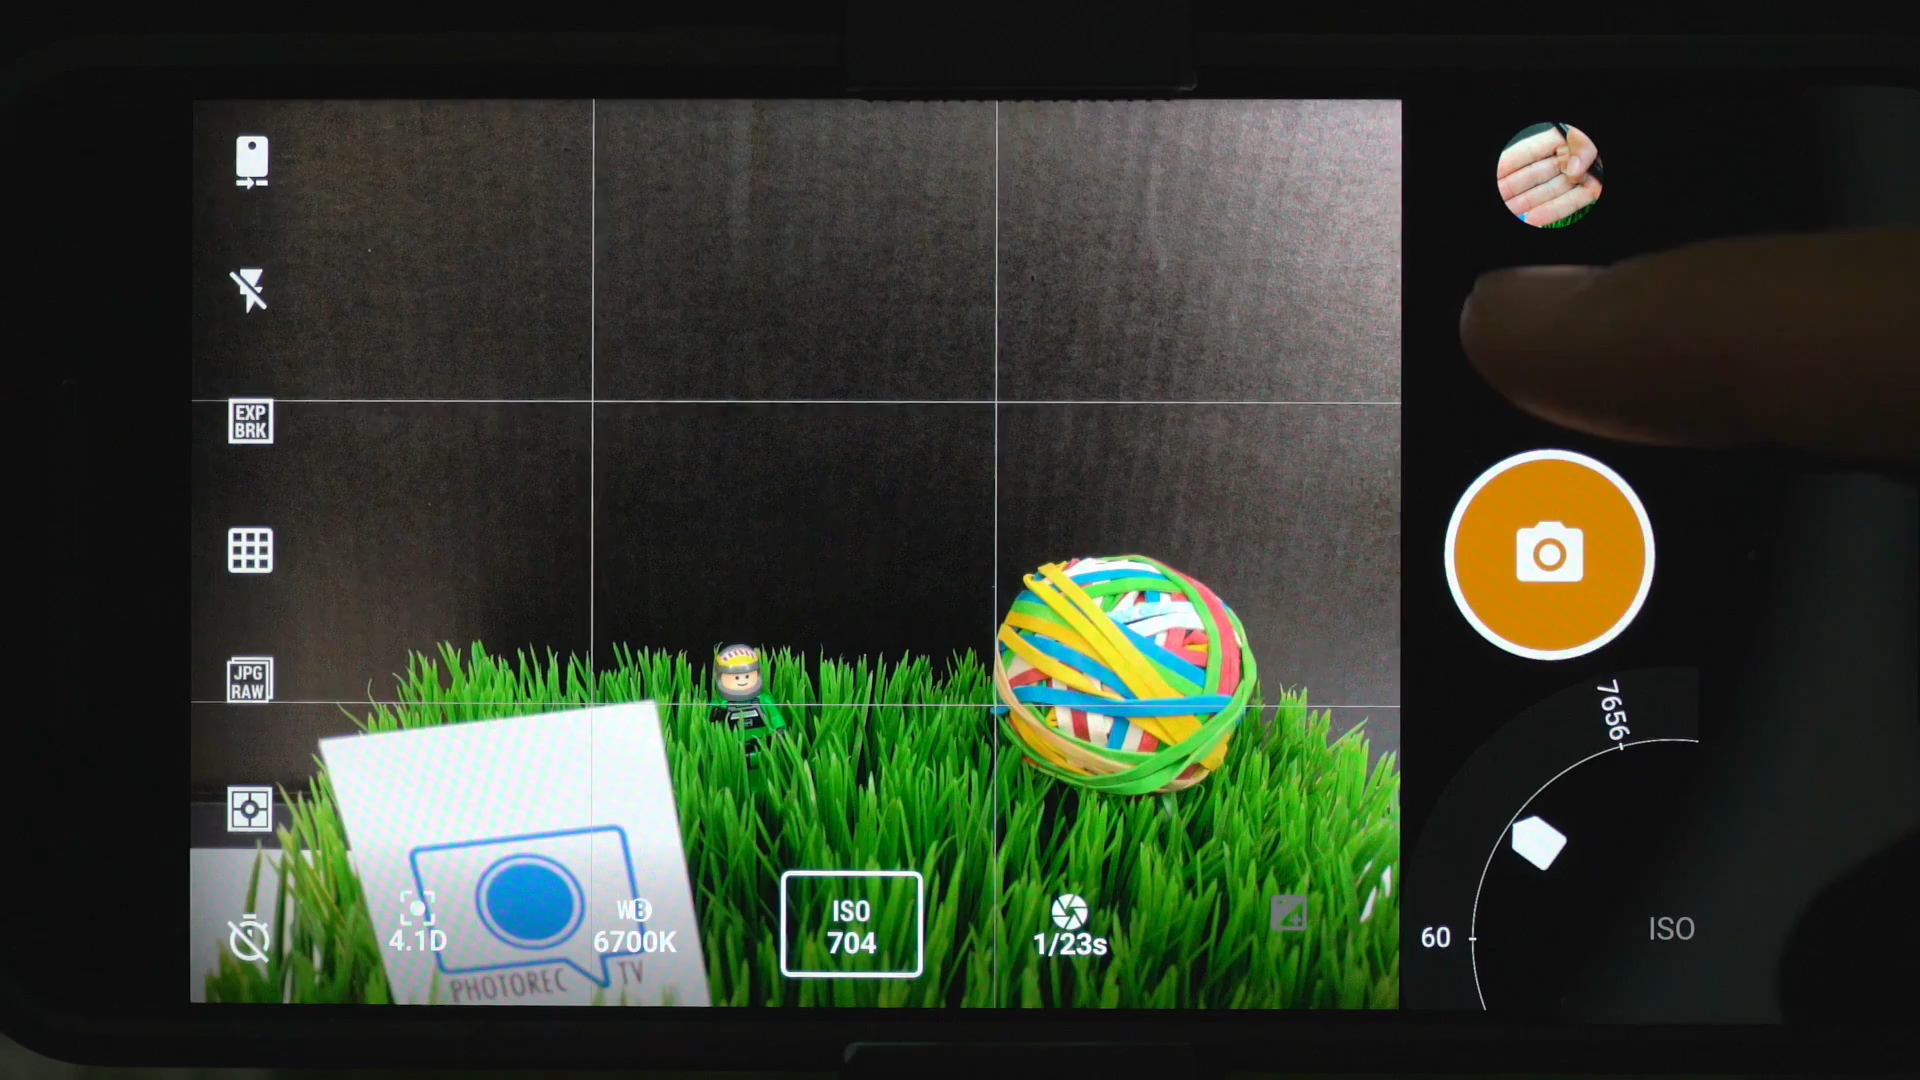 EXP
BRK
JPG
RAW
PHOTOREC TV
4.1D
WB
6700K
ISO
704
1/23s
7656
60
ISO